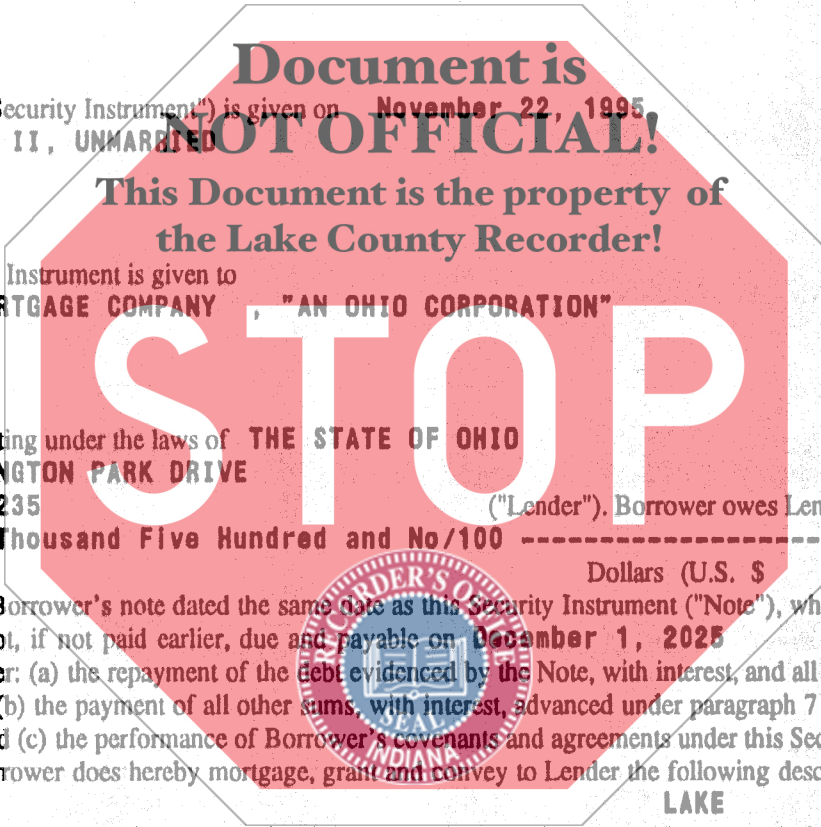 Document is
ecurity Instrument") is given on November 22, 1995
NOT OFFICIAL!
II, UNMARRIED
This Document is the property of
the Lake County Recorder!
Instrument is given to
RTGAGE COMPANY , "AN OHIO CORPORATION"
STOP
ting under the laws of THE STATE OF OHIO
NGTON PARK DRIVE
235 ("Lender"). Borrower owes Len
Thousand Five Hundred and No/100 --------------------
Dollars (U.S. $
Borrower's note dated the same date as this Security Instrument ("Note"), wh
t, if not paid earlier, due and payable on December 1, 2025
r: (a) the repayment of the debt evidenced by the Note, with interest, and all
(b) the payment of all other sums, with interest, advanced under paragraph 7
d (c) the performance of Borrower's covenants and agreements under this Sec
rower does hereby mortgage, grant and convey to Lender the following desc
LAKE
RECORDER'S OFFICE
SEAL
INDIANA